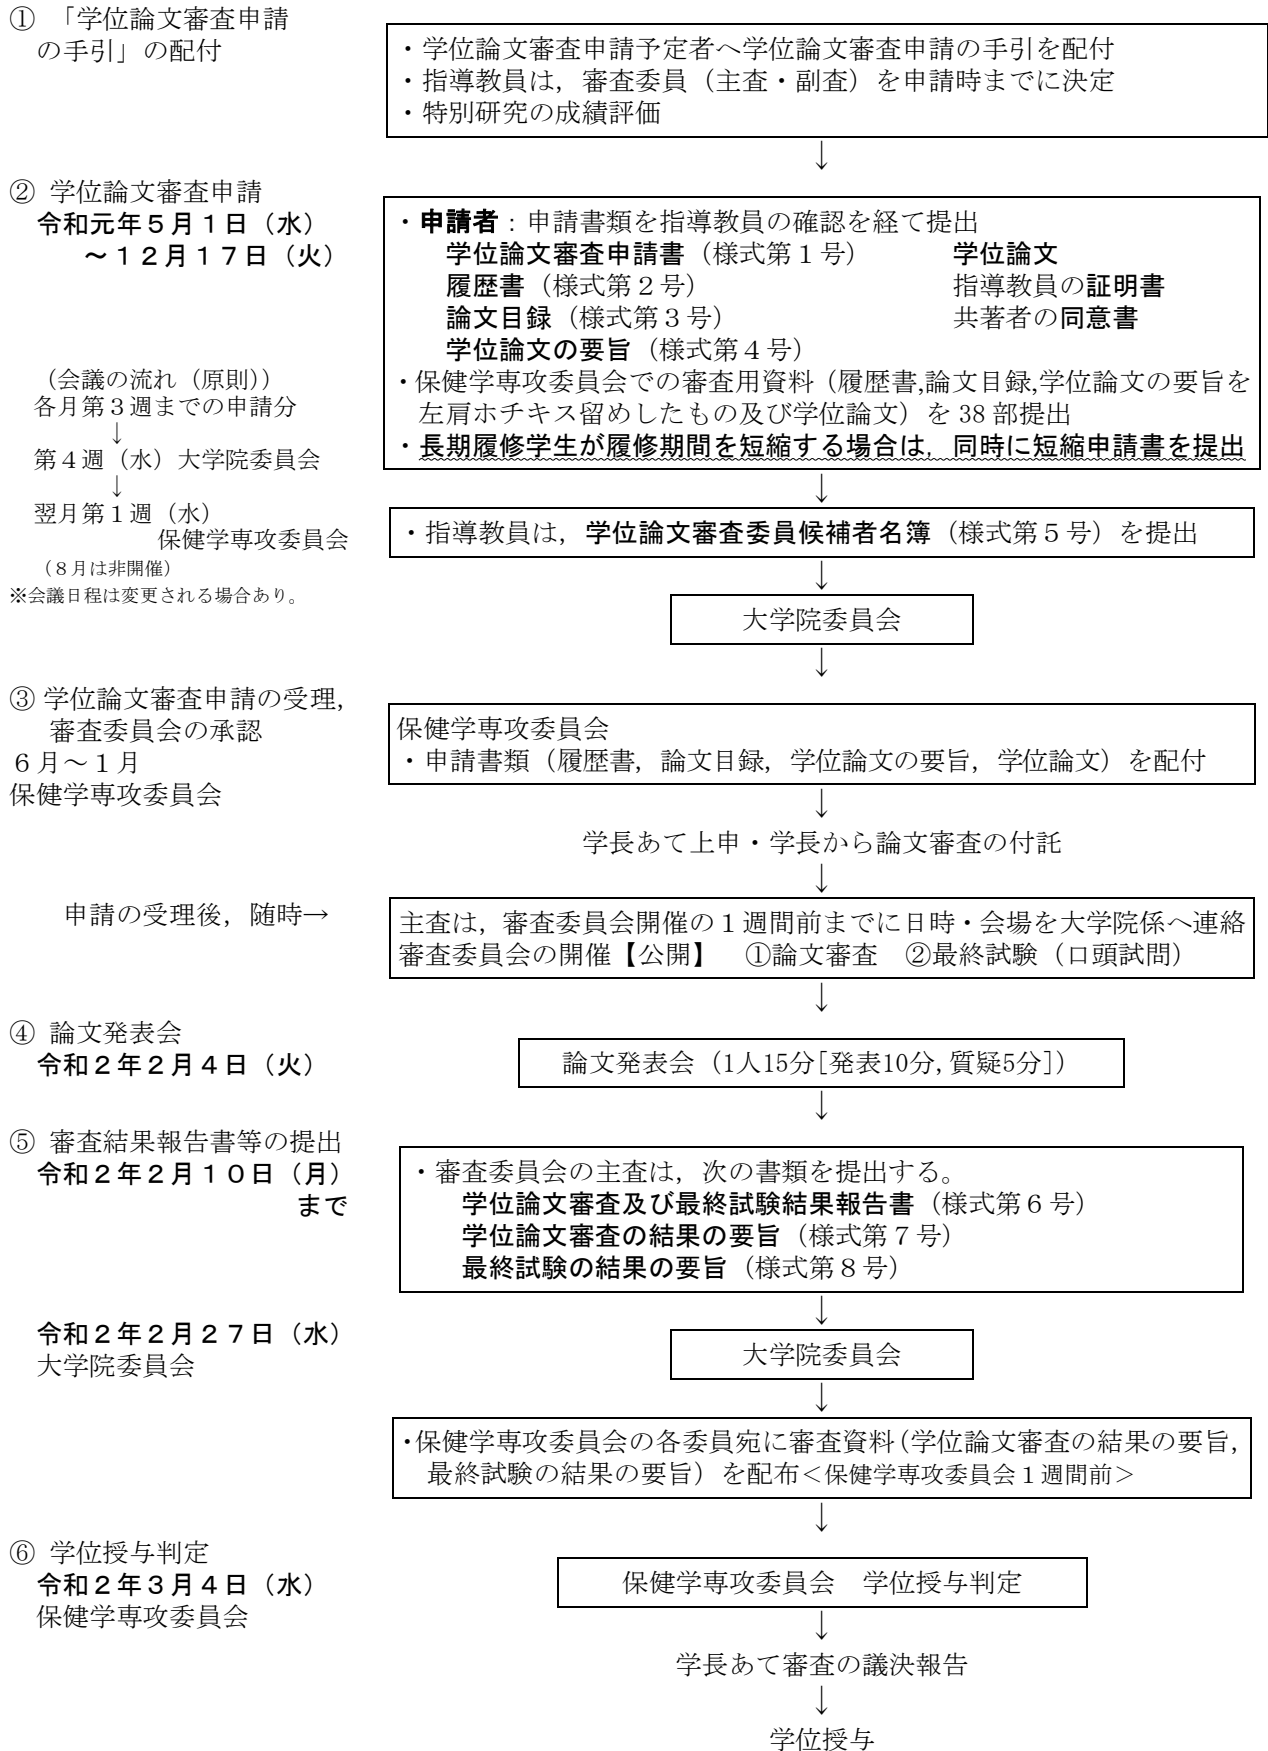 ① 「学位論文審査申請
の手引」の配付
・学位論文審査申請予定者へ学位論文審査申請の手引を配付
・指導教員は，審査委員（主査・副査）を申請時までに決定
・特別研究の成績評価
↓
② 学位論文審査申請
令和元年５月１日（水）
～１２月１７日（火）
・申請者：申請書類を指導教員の確認を経て提出
学位論文審査申請書（様式第１号） 学位論文
履歴書（様式第２号） 指導教員の証明書
論文目録（様式第３号） 共著者の同意書
学位論文の要旨（様式第４号）
・保健学専攻委員会での審査用資料（履歴書,論文目録,学位論文の要旨を
左肩ホチキス留めしたもの及び学位論文）を 38 部提出
・長期履修学生が履修期間を短縮する場合は，同時に短縮申請書を提出
（会議の流れ（原則））
各月第３週までの申請分
↓
第４週（水）大学院委員会
↓
翌月第１週（水）
保健学専攻委員会
（８月は非開催）
※会議日程は変更される場合あり。
↓
・指導教員は，学位論文審査委員候補者名簿（様式第５号）を提出
↓
大学院委員会
↓
③ 学位論文審査申請の受理，
審査委員会の承認
６月～１月
保健学専攻委員会
保健学専攻委員会
・申請書類（履歴書，論文目録，学位論文の要旨，学位論文）を配付
↓
学長あて上申・学長から論文審査の付託
↓
申請の受理後，随時→
主査は，審査委員会開催の１週間前までに日時・会場を大学院係へ連絡
審査委員会の開催【公開】 ①論文審査 ②最終試験（口頭試問）
↓
④ 論文発表会
令和２年２月４日（火）
論文発表会（1人15分[発表10分,質疑5分]）
↓
⑤ 審査結果報告書等の提出
令和２年２月１０日（月）
まで
・審査委員会の主査は，次の書類を提出する。
学位論文審査及び最終試験結果報告書（様式第６号）
学位論文審査の結果の要旨（様式第７号）
最終試験の結果の要旨（様式第８号）
↓
令和２年２月２７日（水）
大学院委員会
大学院委員会
↓
・保健学専攻委員会の各委員宛に審査資料(学位論文審査の結果の要旨，
最終試験の結果の要旨）を配布＜保健学専攻委員会１週間前＞
↓
⑥ 学位授与判定
令和２年３月４日（水）
保健学専攻委員会
保健学専攻委員会 学位授与判定
↓
学長あて審査の議決報告
↓
学位授与